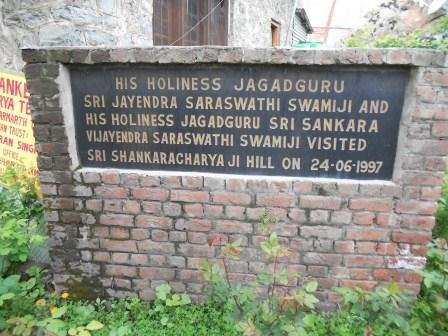 HIS HOLINESS JAGADGURU
SRI JAYENDRA SARASWATHI SWAMIJI AND
HIS HOLINESS JAGADGURU SRI SANKARA
VIJAYENDRA SARASWATHI SWAMIJI VISITED
SRI SHANKARACHARYA JI HILL ON 24-06-1997